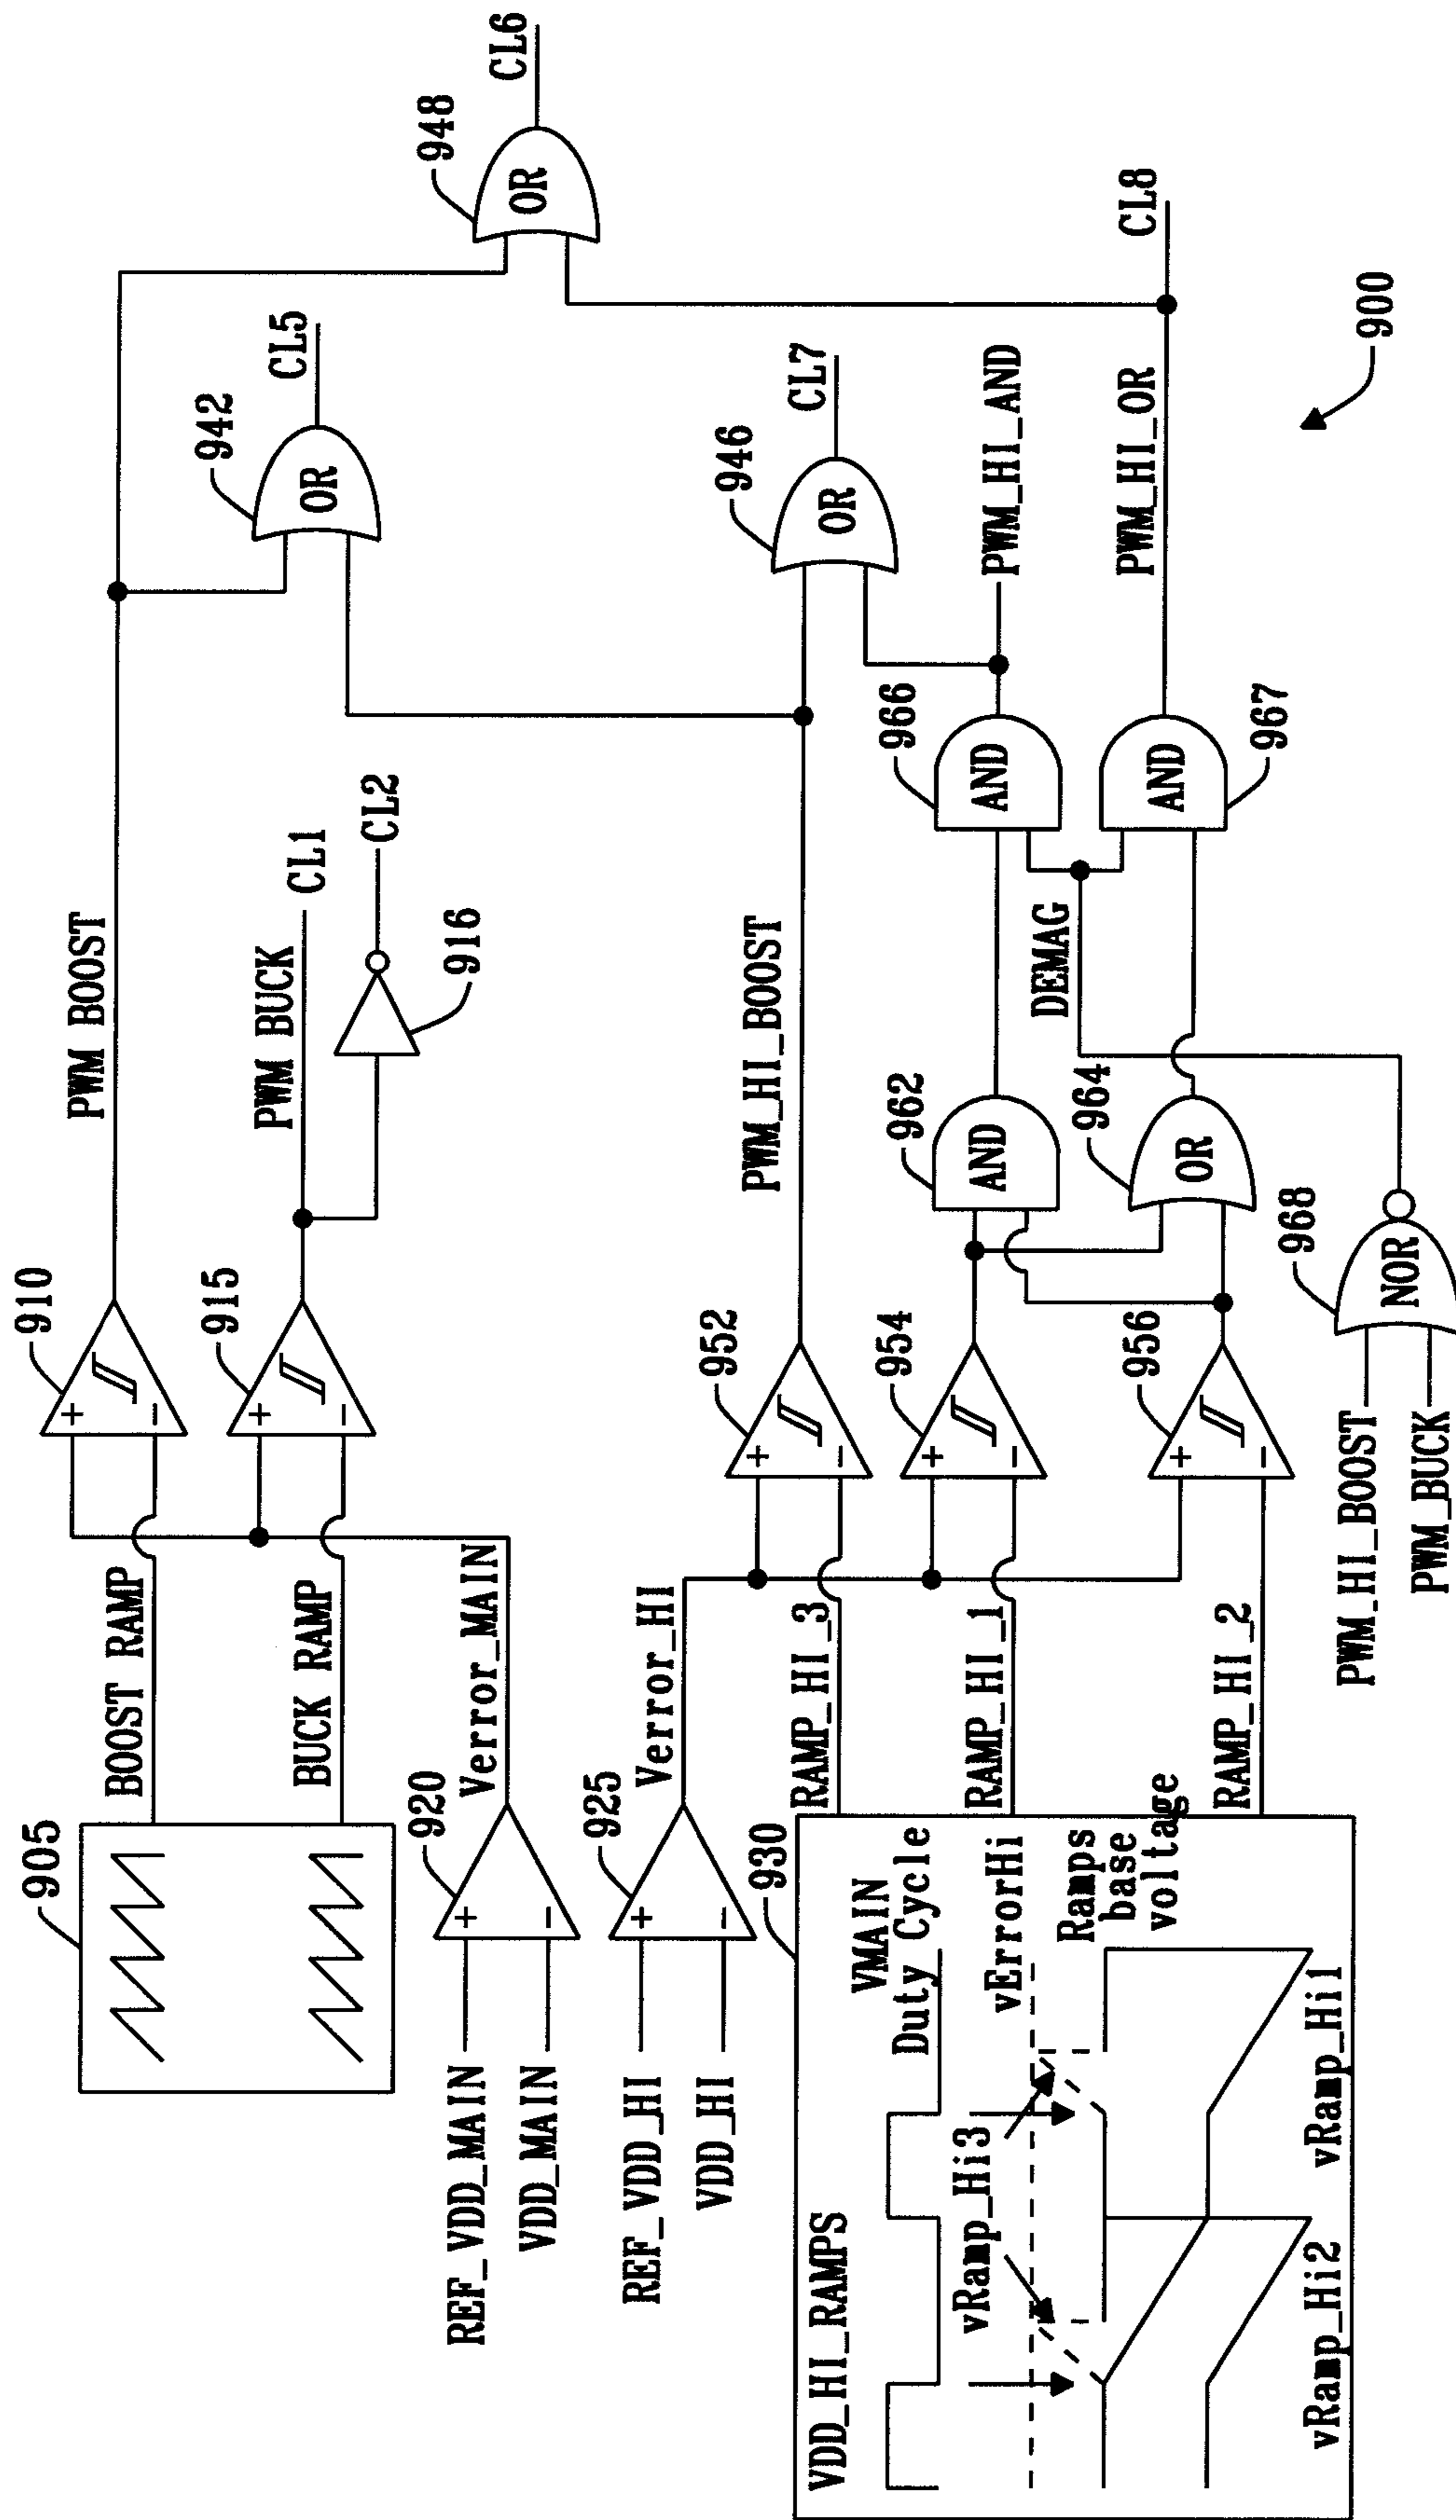 905
BOOST RAMP
BUCK RAMP
910
+
-
915
+
-
PWM BOOST
PWM BUCK
CL1
CL2
916
942
OR
CL5
948
OR
CL6
REF_VDD_MAIN
VDD_MAIN
920
+
-
Verror_MAIN
REF_VDD_HI
VDD_HI
925
+
-
Verror_HI
930
VDD_HI_RAMPS
VMAIN
Duty Cycle
vErrorHi
vRamp_Hi3
Ramps
base
voltage
vRamp_Hi2
vRamp_Hi1
RAMP_HI_3
RAMP_HI_1
RAMP_HI_2
952
+
-
954
+
-
956
+
-
PWM_HI_BOOST
962
AND
964
OR
PWM_HI_BOOST
PWM_BUCK
968
NOR
DEMAG
966
AND
967
AND
946
OR
CL7
PWM_HI_AND
PWM_HI_OR
CL8
900